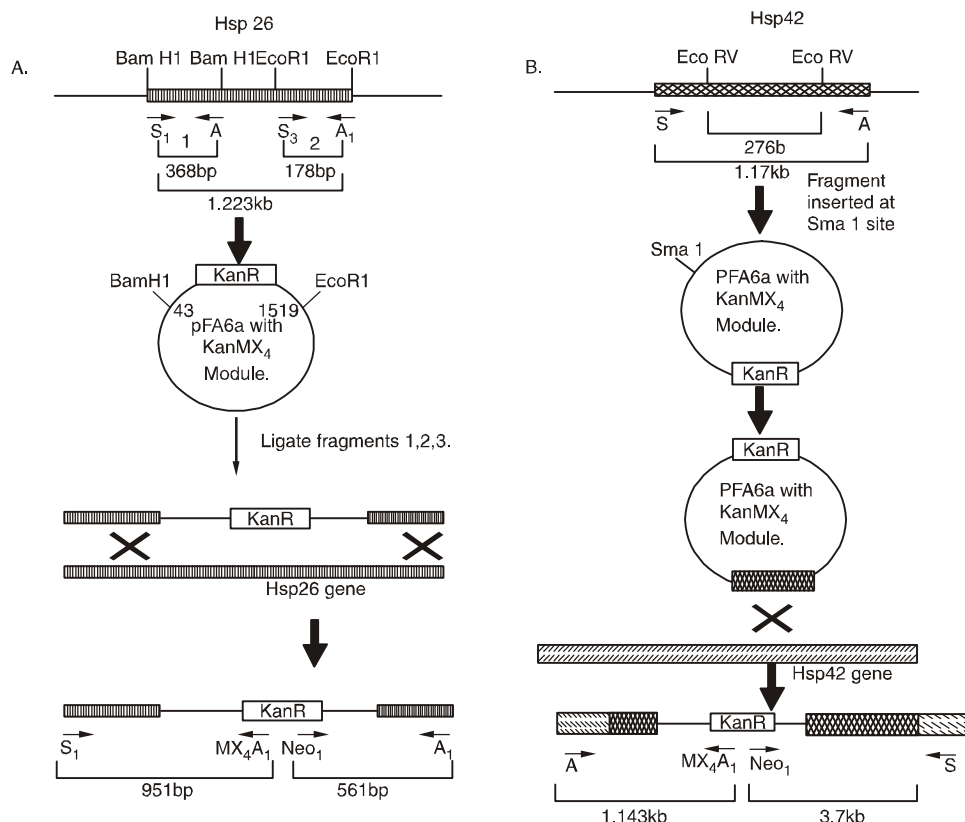 Hsp 26
A.
Bam H1 Bam H1 EcoR1 EcoR1
S1 A S3 A1
1 2
368bp 178bp
1.223kb
KanR
BamH1 EcoR1
43 1519
pFA6a with
KanMX4
Module.
Ligate fragments 1,2,3.
KanR
Hsp26 gene
KanR
S1 MX4A1 Neo1 A1
951bp 561bp
Hsp42
B.
Eco RV Eco RV
S A
276b
1.17kb
Fragment
inserted at
Sma 1 site
Sma 1
PFA6a with
KanMX4
Module.
KanR
KanR
PFA6a with
KanMX4
Module.
Hsp42 gene
KanR
A MX4A1 Neo1 S
1.143kb 3.7kb